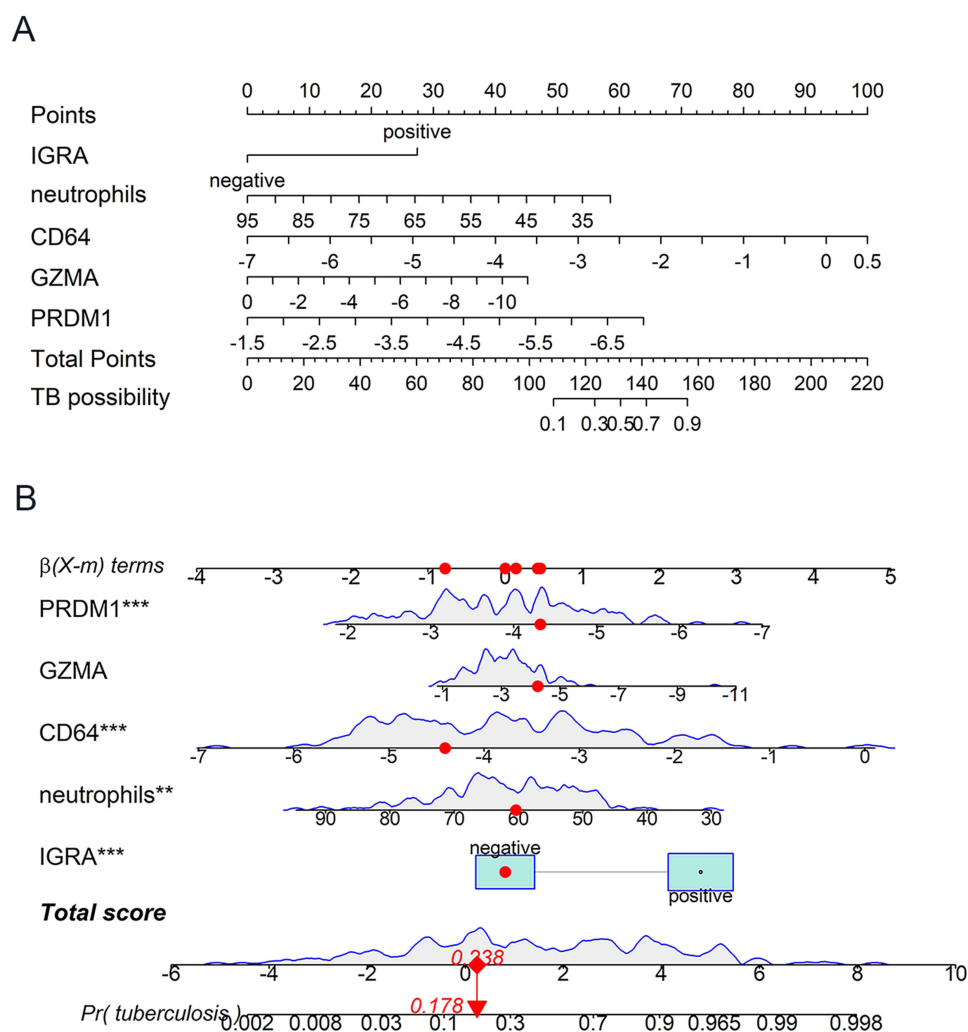 A
0 10 20 30 40 50 60 70 80 90 100
Points
positive
IGRA
negative
neutrophils
95 85 75 65 55 45 35
CD64
-7 -6 -5 -4 -3 -2 -1 0 0.5
GZMA
0 -2 -4 -6 -8 -10
PRDM1
-1.5 -2.5 -3.5 -4.5 -5.5 -6.5
Total Points
0 20 40 60 80 100 120 140 160 180 200 220
TB possibility
0.1 0.3 0.5 0.7 0.9
B
β(X-m) terms
-4 -3 -2 -1 0 1 2 3 4 5
PRDM1***
-2 -3 -4 -5 -6 -7
GZMA
-1 -3 -5 -7 -9 -11
CD64***
-7 -6 -5 -4 -3 -2 -1 0
neutrophils**
90 80 70 60 50 40 30
negative
IGRA***
positive
Total score
0.238
-6 -4 -2 0 2 4 6 8 10
0.178
Pr( tuberculosis )
0.002 0.008 0.03 0.1 0.3 0.7 0.9 0.965 0.99 0.998